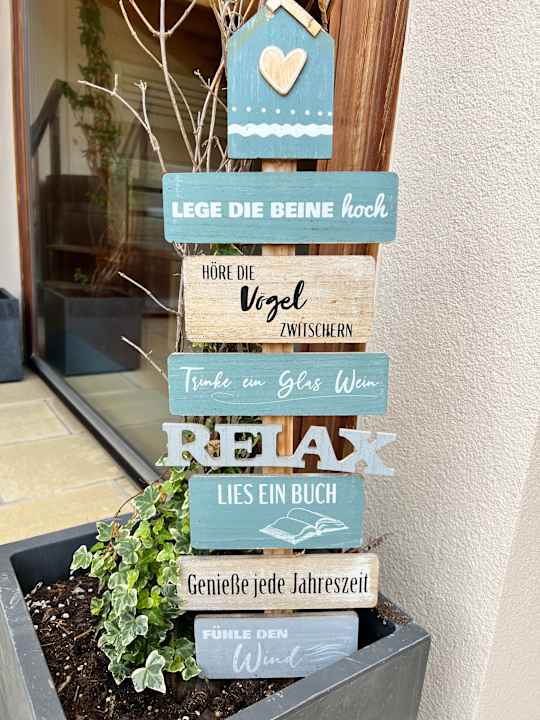 LEGE DIE BEINE hoch
HÖRE DIE
Vögel
ZWITSCHERN
Trinke ein Glas Wein
RELAX
LIES EIN BUCH
Genieße jede Jahreszeit
FÜHLE DEN
Wind